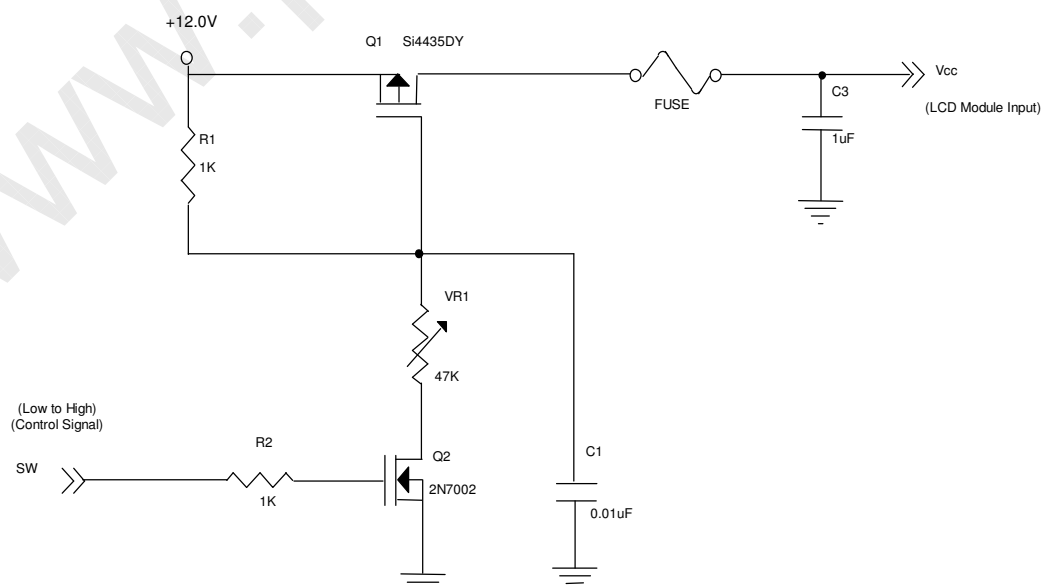 +12.0V
Q1 Si4435DY
Vcc
(LCD Module Input)
FUSE
C3
1uF
R1
1K
VR1
47K
(Low to High)
(Control Signal)
SW
R2
1K
Q2
2N7002
C1
0.01uF